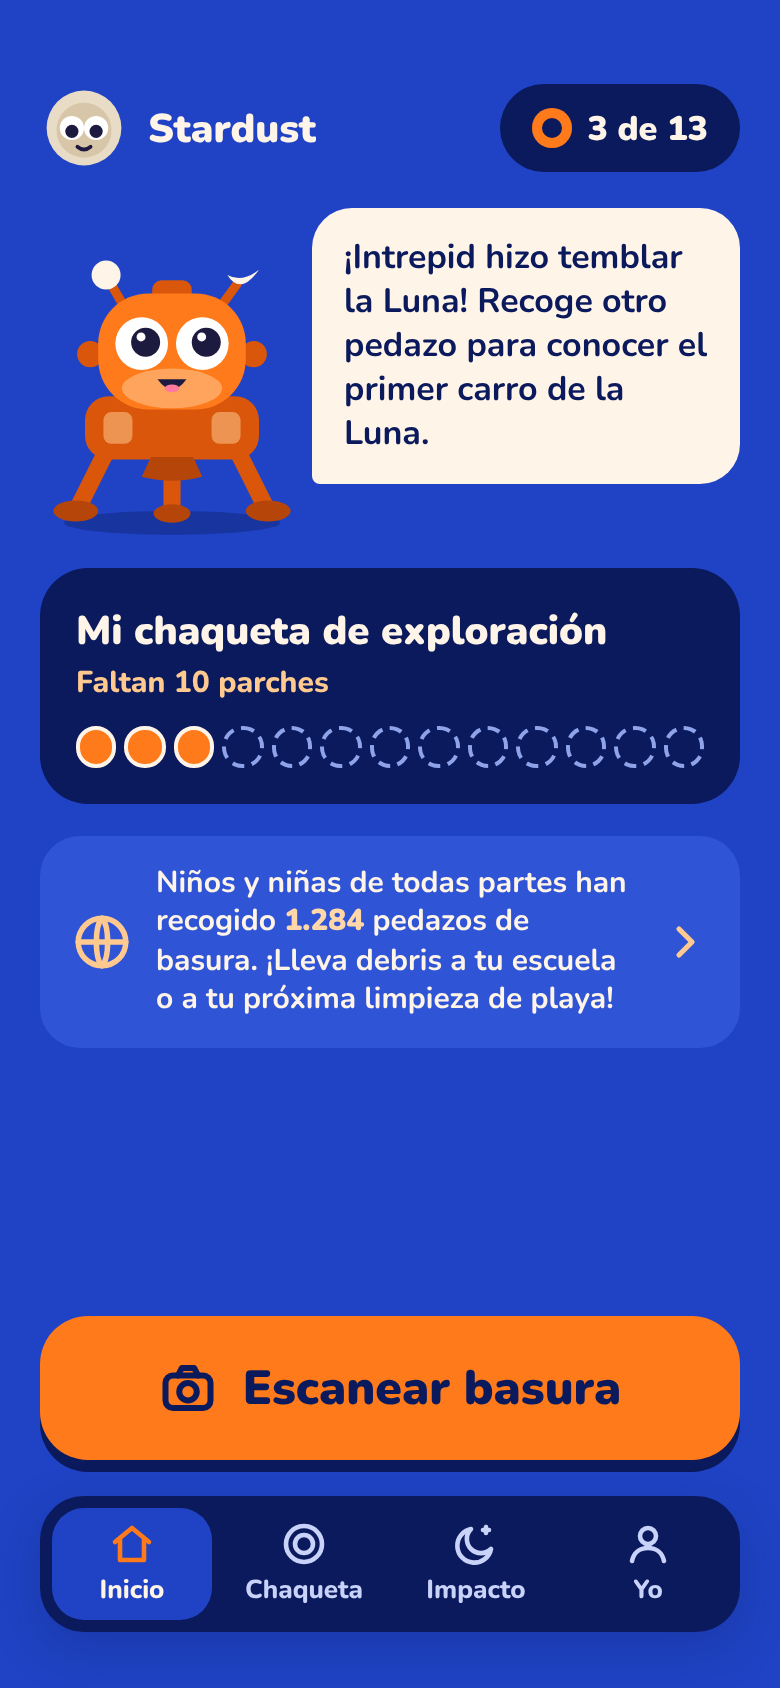 Stardust
3 de 13
¡Intrepid hizo temblar
la Luna! Recoge otro
pedazo para conocer el
primer carro de la
Luna.
Mi chaqueta de exploración
Faltan 10 parches
Niños y niñas de todas partes han
recogido 1.284 pedazos de
basura. ¡Lleva debris a tu escuela
o a tu próxima limpieza de playa!
Escanear basura
Inicio
Chaqueta
Impacto
Yo